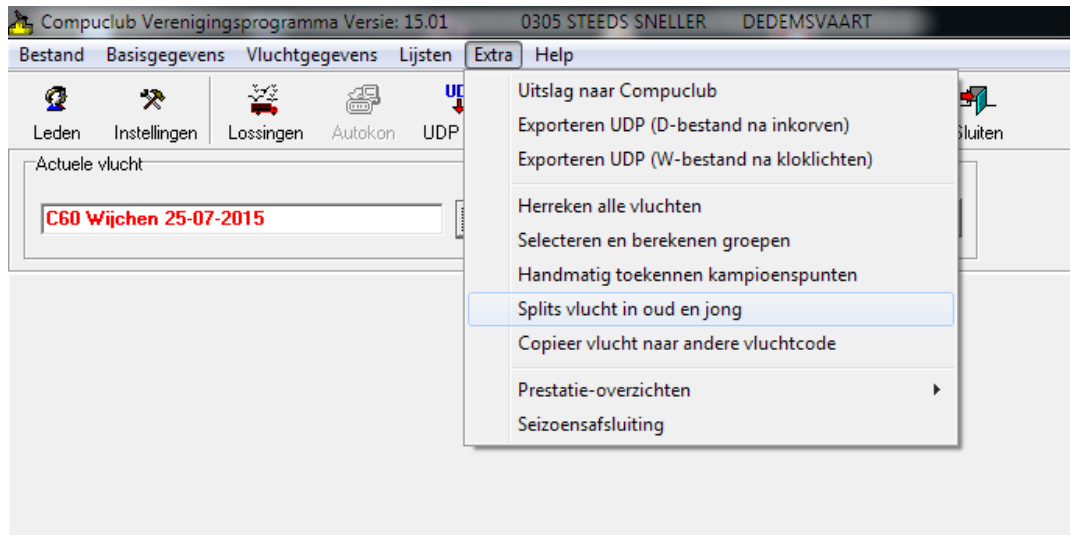 Compuclub Verenigingsprogramma Versie: 15.01 0305 STEEDS SNELLER DEDEMSVAART
Bestand Basisgegevens Vluchtgegevens Lijsten Extra Help
Leden Instellingen Lossingen Autokon UDP
Actuele vlucht
C60 Wijchen 25-07-2015
Uitslag naar Compuclub
Exporteren UDP (D-bestand na inkorven)
Exporteren UDP (W-bestand na kloklichten)
Herreken alle vluchten
Selecteren en berekenen groepen
Handmatig toekennen kampioenspunten
Splits vlucht in oud en jong
Copieer vlucht naar andere vluchtcode
Prestatie-overzichten
Seizoensafsluiting